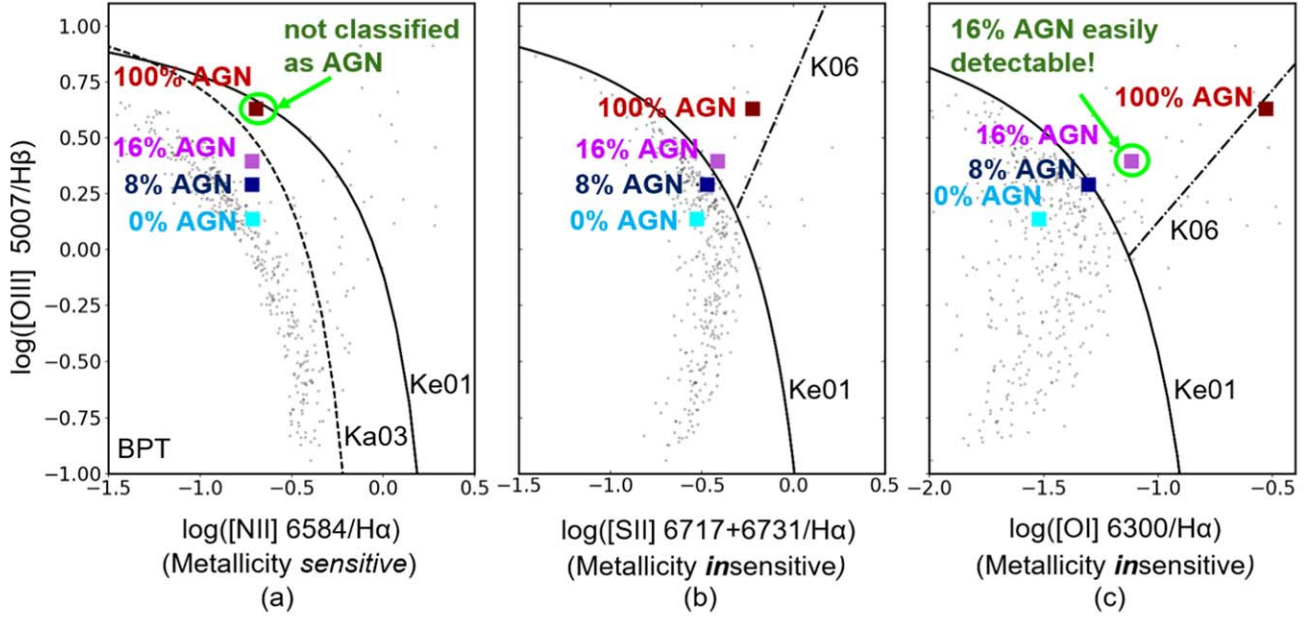 log([OIII] 5007/Hβ)
1.00
0.75
0.50
0.25
0.00
−0.25
−0.50
−0.75
−1.00
not classified
as AGN
100% AGN
16% AGN
8% AGN
0% AGN
BPT
Ka03
Ke01
−1.5
−1.0
−0.5
0.0
0.5
log([NII] 6584/Hα)
(Metallicity sensitive)
(a)
K06
100% AGN
16% AGN
8% AGN
0% AGN
Ke01
−1.5
−1.0
−0.5
0.0
0.5
log([SII] 6717+6731/Hα)
(Metallicity insensitive)
(b)
16% AGN easily
detectable!
100% AGN
16% AGN
8% AGN
0% AGN
K06
Ke01
−2.0
−1.5
−1.0
−0.5
log([OI] 6300/Hα)
(Metallicity insensitive)
(c)